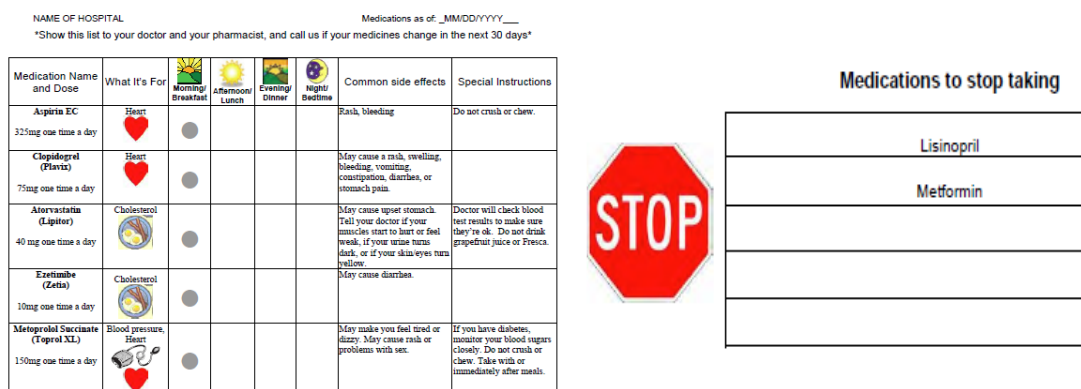 NAME OF HOSPITAL
Medications as of: _MM/DD/YYYY___
*Show this list to your doctor and your pharmacist, and call us if your medicines change in the next 30 days*
Medication Name
and Dose
What It's For
Morning/
Breakfast
Afternoon/
Lunch
Evening/
Dinner
Night/
Bedtime
Common side effects
Special Instructions
Aspirin EC
325mg one time a day
Heart
Rash, bleeding
Do not crush or chew.
Clopidogrel
(Plavix)
75mg one time a day
Heart
May cause a rash, swelling,
bleeding, vomiting,
constipation, diarrhea, or
stomach pain.
Atorvastatin
(Lipitor)
40 mg one time a day
Cholesterol
May cause upset stomach.
Tell your doctor if your
muscles start to hurt or feel
weak, if your urine turns
dark, or if your skin/eyes turn
yellow.
Doctor will check blood
test results to make sure
they're ok. Do not drink
grapefruit juice or Fresca.
Ezetimibe
(Zetia)
10mg one time a day
Cholesterol
May cause diarrhea.
Metoprolol Succinate
(Toprol XL)
150mg one time a day
Blood pressure,
Heart
May make you feel tired or
dizzy. May cause rash or
problems with sex.
If you have diabetes,
monitor your blood sugars
closely. Do not crush or
chew. Take with or
immediately after meals.
Medications to stop taking
STOP
Lisinopril
Metformin